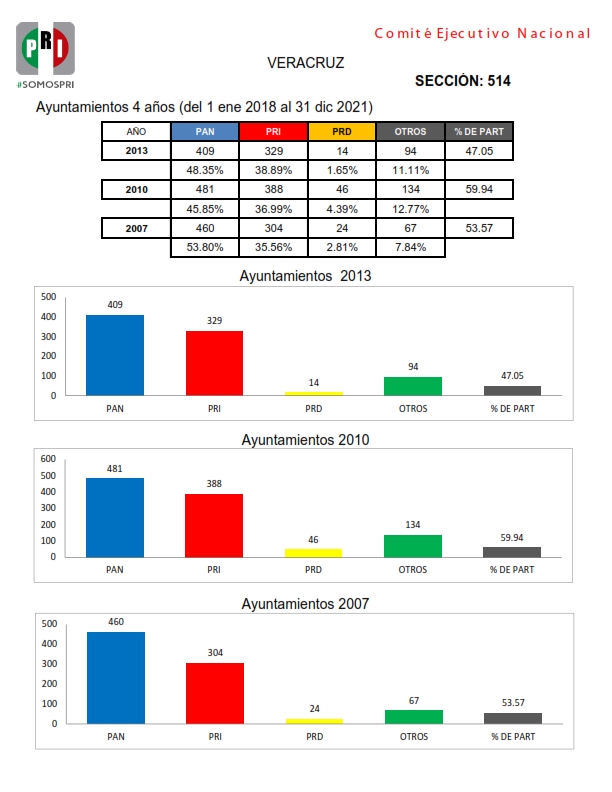 Comité Ejecutivo Nacional
PRI
#SOMOSPRI
VERACRUZ
SECCIÓN: 514
Ayuntamientos 4 años (del 1 ene 2018 al 31 dic 2021)
AÑO PAN PRI PRD OTROS % DE PART
2013 409 329 14 94 47.05
48.35% 38.89% 1.65% 11.11%
2010 481 388 46 134 59.94
45.85% 36.99% 4.39% 12.77%
2007 460 304 24 67 53.57
53.80% 35.56% 2.81% 7.84%
Ayuntamientos 2013
500
400
300
200
100
0
409 329 14 94 47.05
PAN PRI PRD OTROS % DE PART
Ayuntamientos 2010
600
500
400
300
200
100
0
481 388 46 134 59.94
PAN PRI PRD OTROS % DE PART
Ayuntamientos 2007
500
400
300
200
100
0
460 304 24 67 53.57
PAN PRI PRD OTROS % DE PART